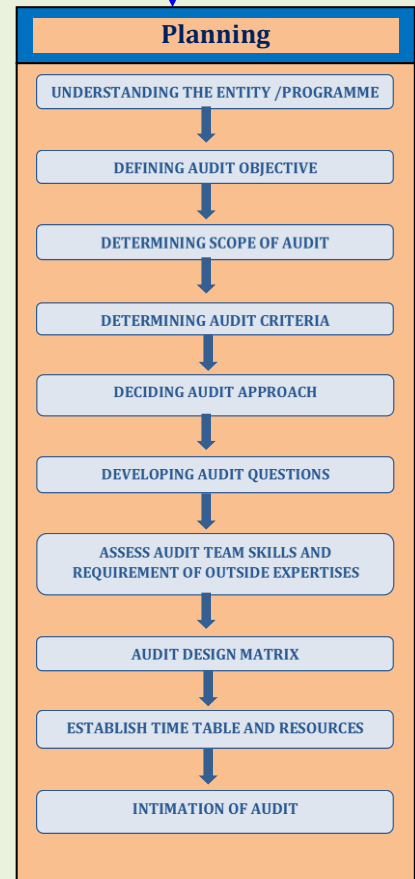 Planning
UNDERSTANDING THE ENTITY /PROGRAMME
DEFINING AUDIT OBJECTIVE
DETERMINING SCOPE OF AUDIT
DETERMINING AUDIT CRITERIA
DECIDING AUDIT APPROACH
DEVELOPING AUDIT QUESTIONS
ASSESS AUDIT TEAM SKILLS AND
REQUIREMENT OF OUTSIDE EXPERTISES
AUDIT DESIGN MATRIX
ESTABLISH TIME TABLE AND RESOURCES
INTIMATION OF AUDIT